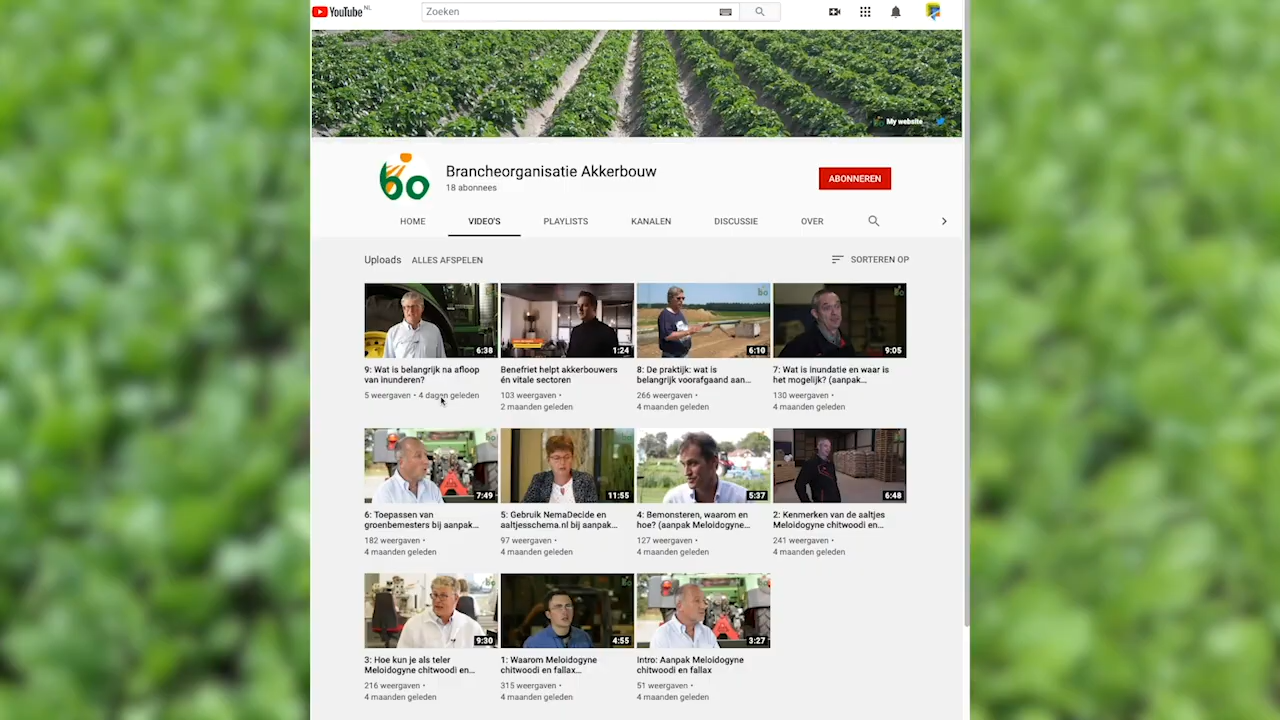 YouTube NL
Zoeken
My website
bo
Brancheorganisatie Akkerbouw
18 abonnees
ABONNEREN
HOME VIDEO'S PLAYLISTS KANALEN DISCUSSIE OVER
Uploads ALLES AFSPELEN SORTEREN OP
6:38 1:24 6:10 9:05
9: Wat is belangrijk na afloop
van inunderen?
5 weergaven • 4 dagen geleden
Benefriet helpt akkerbouwers
én vitale sectoren
103 weergaven •
2 maanden geleden
8: De praktijk: wat is
belangrijk voorafgaand aan...
266 weergaven •
4 maanden geleden
7: Wat is inundatie en waar is
het mogelijk? (aanpak...
130 weergaven •
4 maanden geleden
7:49 11:55 5:37 6:48
6: Toepassen van
groenbemesters bij aanpak...
182 weergaven •
4 maanden geleden
5: Gebruik NemaDecide en
aaltjesschema.nl bij aanpak...
97 weergaven •
4 maanden geleden
4: Bemonsteren, waarom en
hoe? (aanpak Meloidogyne...
127 weergaven •
4 maanden geleden
2: Kenmerken van de aaltjes
Meloidogyne chitwoodi en...
241 weergaven •
4 maanden geleden
9:30 4:55 3:27
3: Hoe kun je als teler
Meloidogyne chitwoodi en...
216 weergaven •
4 maanden geleden
1: Waarom Meloidogyne
chitwoodi en fallax...
315 weergaven •
4 maanden geleden
Intro: Aanpak Meloidogyne
chitwoodi en fallax
51 weergaven •
4 maanden geleden